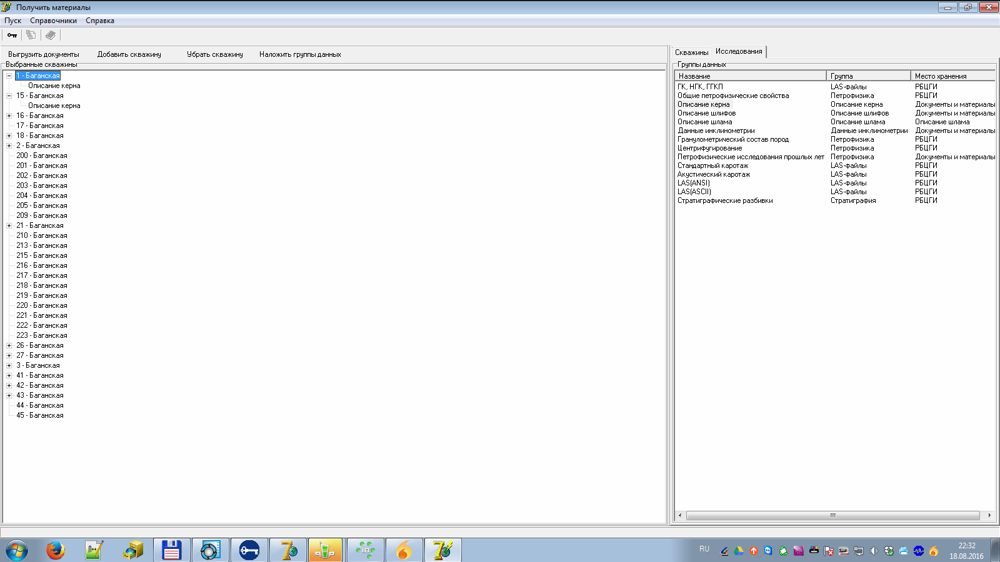 Получить материалы
Пуск Справочники Справка
Выгрузить документы Добавить скважину Убрать скважину Наложить группы данных
Выбранные скважины
1 - Баганская
Описание керна
15 - Баганская
Описание керна
16 - Баганская
17 - Баганская
18 - Баганская
2 - Баганская
200 - Баганская
201 - Баганская
202 - Баганская
203 - Баганская
204 - Баганская
205 - Баганская
209 - Баганская
21 - Баганская
210 - Баганская
213 - Баганская
215 - Баганская
216 - Баганская
217 - Баганская
218 - Баганская
219 - Баганская
220 - Баганская
221 - Баганская
222 - Баганская
223 - Баганская
26 - Баганская
27 - Баганская
3 - Баганская
41 - Баганская
42 - Баганская
43 - Баганская
44 - Баганская
45 - Баганская
Скважины Исследования
Группы данных
Название Группа Место хранения
ГК, НГК, ГГКП LAS-файлы РБЦГИ
Общие петрофизические свойства Петрофизика РБЦГИ
Описание керна Описание керна Документы и материалы
Описание шлифов Описание шлифов Документы и материалы
Описание шлама Описание шлама Описание шлама
Данные инклинометрии Данные инклинометрии Документы и материалы
Гранулометрический состав пород Петрофизика РБЦГИ
Центрифугирование Петрофизика РБЦГИ
Петрофизические исследования прошлых лет Петрофизика Документы и материалы
Стандартный каротаж LAS-файлы РБЦГИ
Акустический каротаж LAS-файлы РБЦГИ
LAS(ANSI) LAS-файлы РБЦГИ
LAS(ASCII) LAS-файлы РБЦГИ
Стратиграфические разбивки Стратиграфия РБЦГИ
RU
22:32
18.08.2016